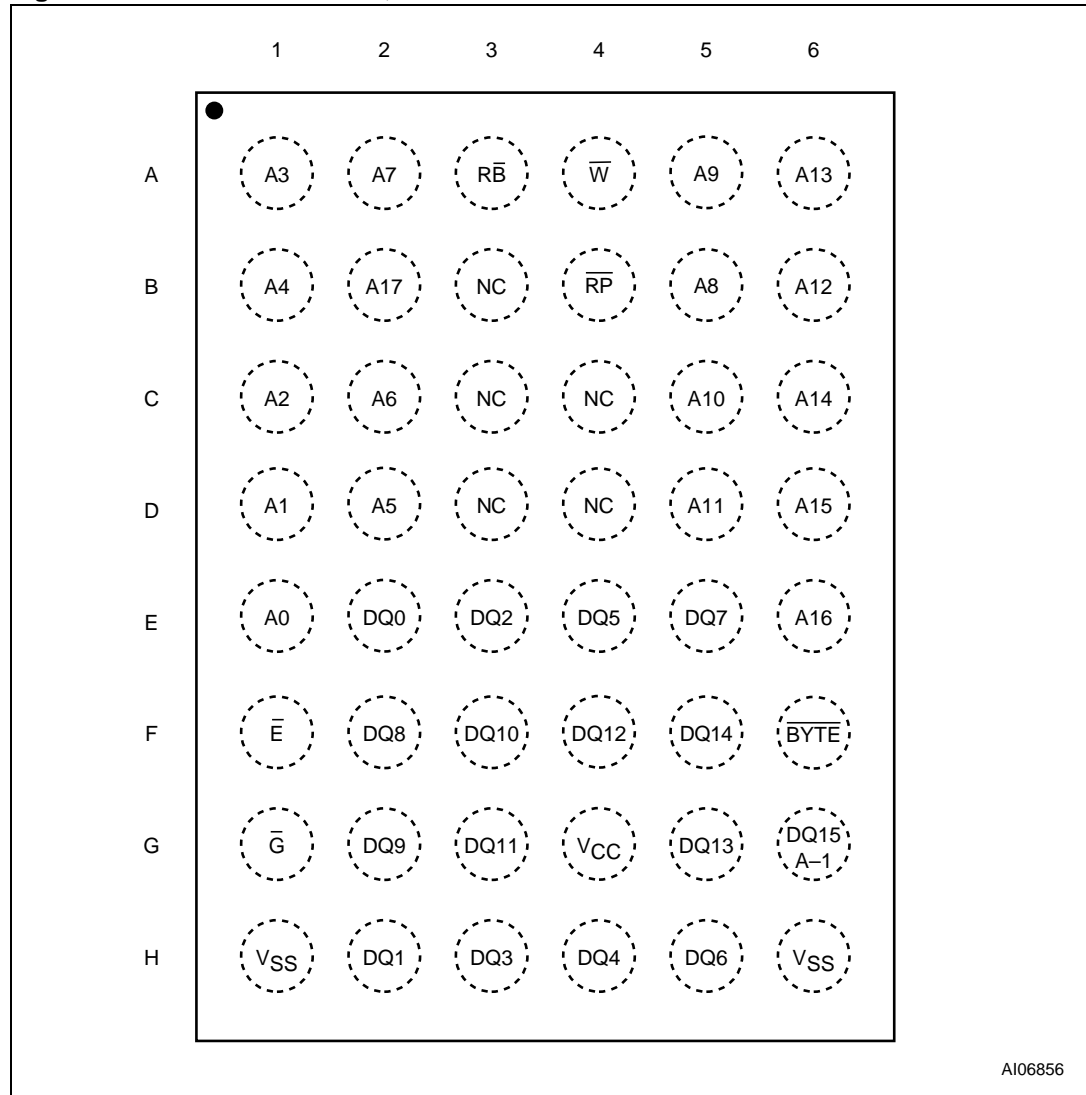 1 2 3 4 5 6
A A3 A7 RB̅ W̅ A9 A13
B A4 A17 NC R̅P̅ A8 A12
C A2 A6 NC NC A10 A14
D A1 A5 NC NC A11 A15
E A0 DQ0 DQ2 DQ5 DQ7 A16
F E̅ DQ8 DQ10 DQ12 DQ14 B̅Y̅T̅E̅
G G̅ DQ9 DQ11 VCC DQ13 DQ15 A–1
H VSS DQ1 DQ3 DQ4 DQ6 VSS
AI06856